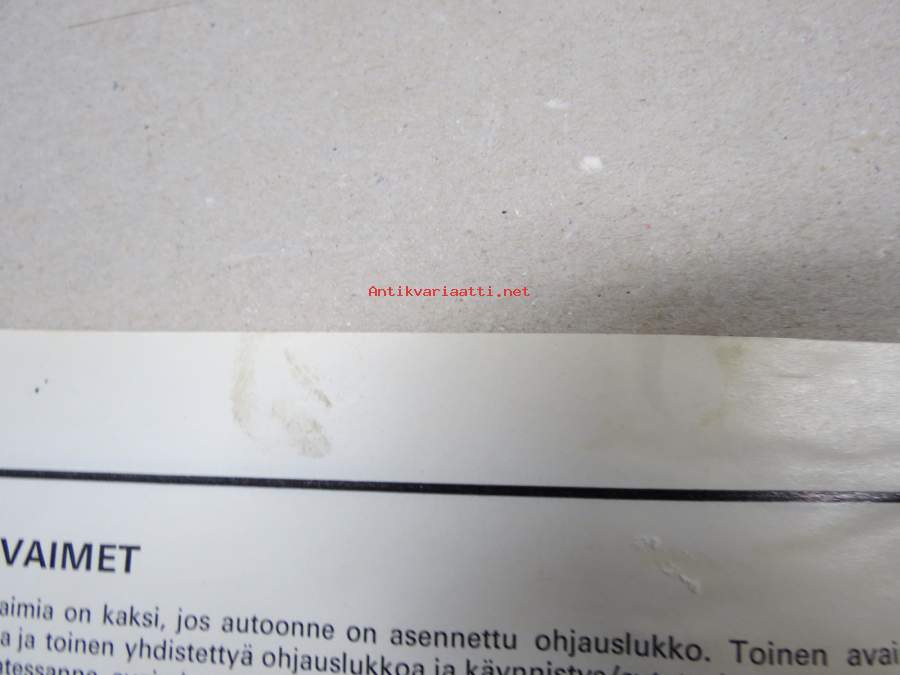 Antikvariaatti.net
VAIMET
aimia on kaksi, jos autoonne on asennettu ohjauslukko. Toinen avai
a ja toinen yhdistettyä ohjauslukkoa ja